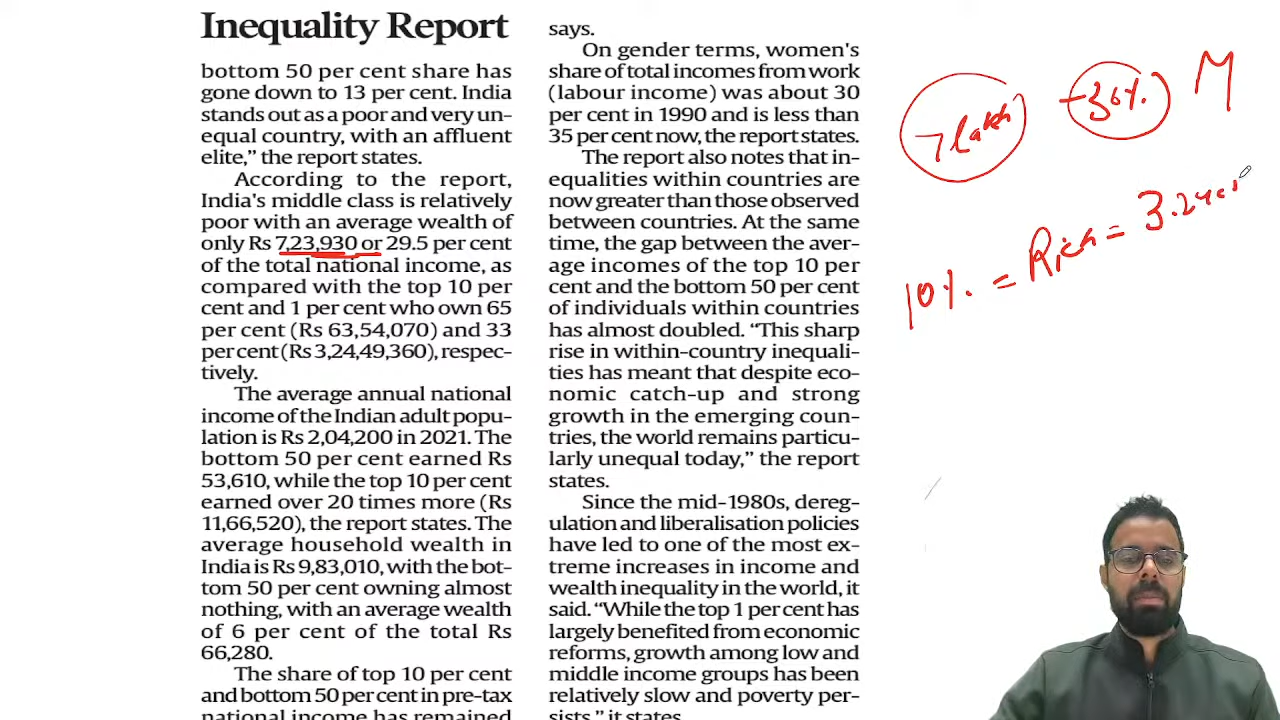 Inequality Report
bottom 50 per cent share has
gone down to 13 per cent. India
stands out as a poor and very un-
equal country, with an affluent
elite,” the report states.
According to the report,
India's middle class is relatively
poor with an average wealth of
only Rs 7,23,930 or 29.5 per cent
of the total national income, as
compared with the top 10 per
cent and 1 per cent who own 65
per cent (Rs 63,54,070) and 33
per cent (Rs 3,24,49,360), respec-
tively.
The average annual national
income of the Indian adult popu-
lation is Rs 2,04,200 in 2021. The
bottom 50 per cent earned Rs
53,610, while the top 10 per cent
earned over 20 times more (Rs
11,66,520), the report states. The
average household wealth in
India is Rs 9,83,010, with the bot-
tom 50 per cent owning almost
nothing, with an average wealth
of 6 per cent of the total Rs
66,280.
The share of top 10 per cent
and bottom 50 per cent in pre-tax
national income has remained
says.
On gender terms, women's
share of total incomes from work
(labour income) was about 30
per cent in 1990 and is less than
35 per cent now, the report states.
The report also notes that in-
equalities within countries are
now greater than those observed
between countries. At the same
time, the gap between the aver-
age incomes of the top 10 per
cent and the bottom 50 per cent
of individuals within countries
has almost doubled. “This sharp
rise in within-country inequali-
ties has meant that despite eco-
nomic catch-up and strong
growth in the emerging coun-
tries, the world remains particu-
larly unequal today,” the report
states.
Since the mid-1980s, dereg-
ulation and liberalisation policies
have led to one of the most ex-
treme increases in income and
wealth inequality in the world, it
said. “While the top 1 per cent has
largely benefited from economic
reforms, growth among low and
middle income groups has been
relatively slow and poverty per-
sists,” it states.
7 lakh 30% M
10% = Rich = 3.24cr